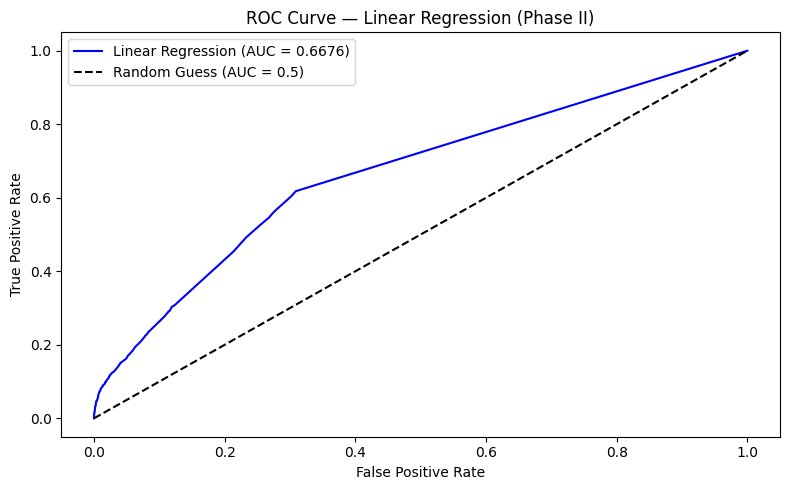 ROC Curve — Linear Regression (Phase II)
Linear Regression (AUC = 0.6676)
Random Guess (AUC = 0.5)
True Positive Rate
1.0
0.8
0.6
0.4
0.2
0.0
0.0 0.2 0.4 0.6 0.8 1.0
False Positive Rate